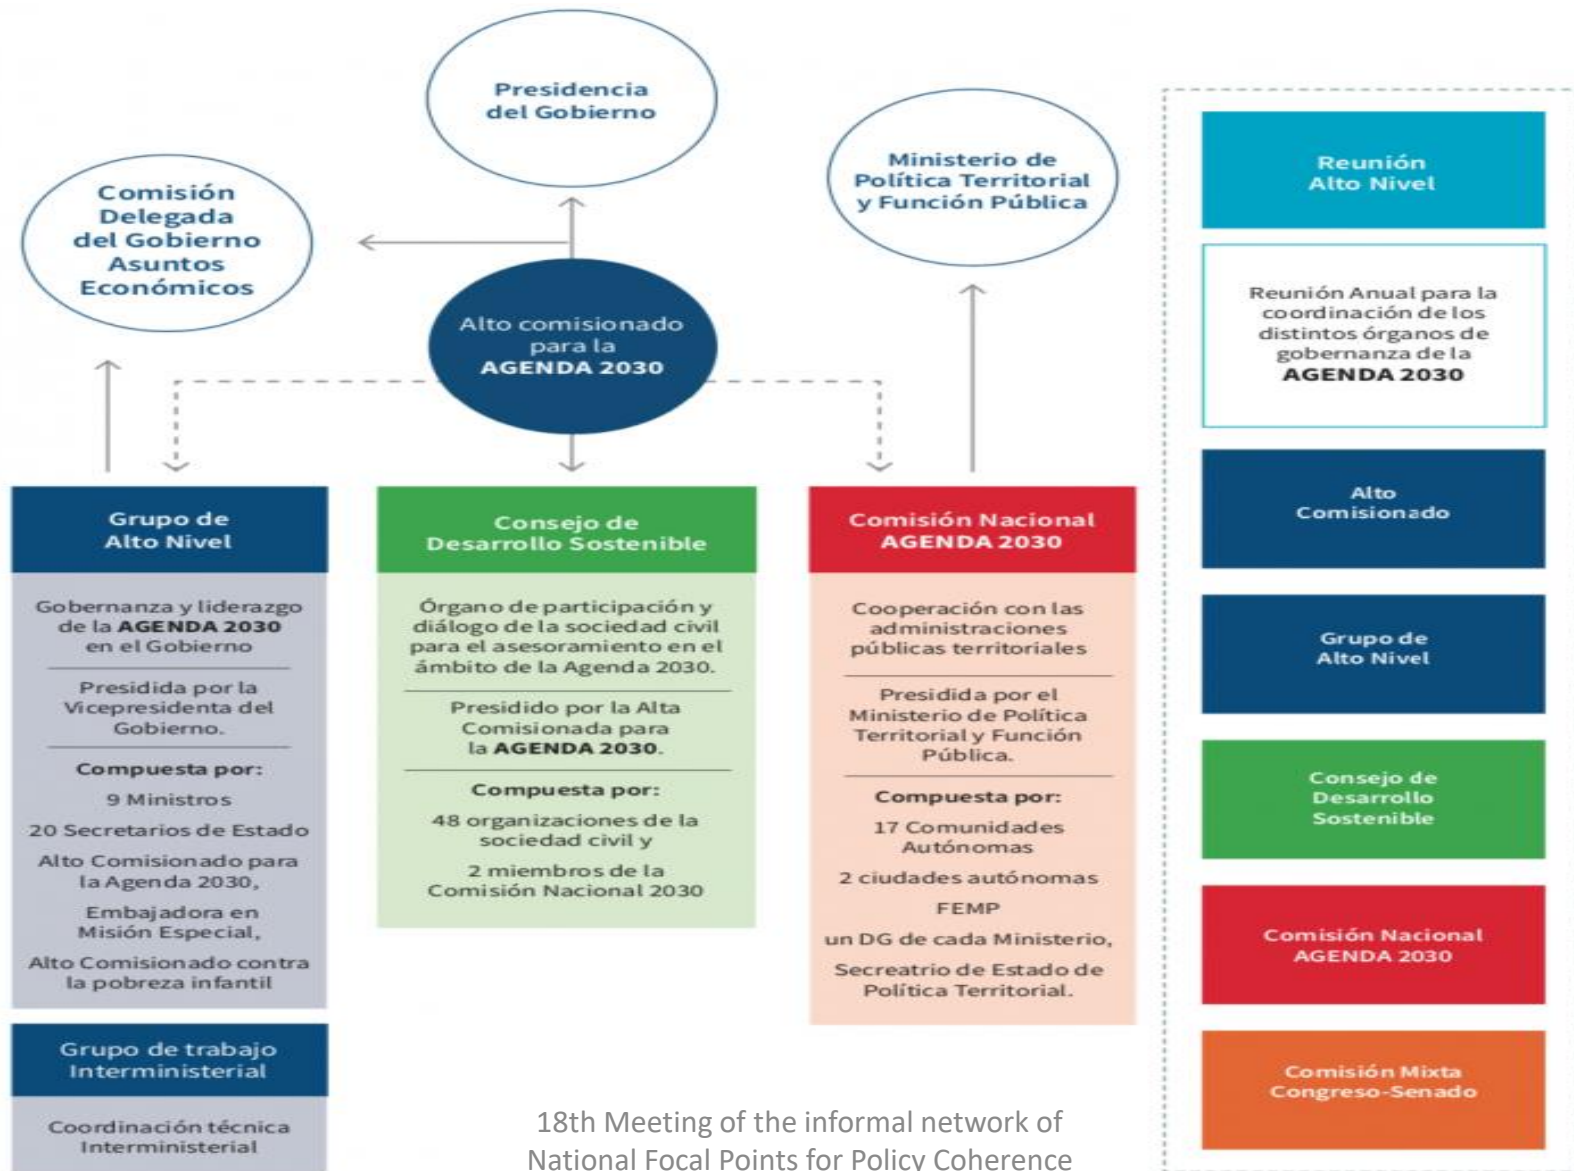 Presidencia
del Gobierno
Comisión
Delegada
del Gobierno
Asuntos
Económicos
Ministerio de
Política Territorial
y Función Pública
Alto comisionado
para la
AGENDA 2030
Grupo de
Alto Nivel
Gobernanza y liderazgo
de la AGENDA 2030
en el Gobierno
Presidida por la
Vicepresidenta del
Gobierno.
Compuesta por:
9 Ministros
20 Secretarios de Estado
Alto Comisionado para
la Agenda 2030,
Embajadora en
Misión Especial,
Alto Comisionado contra
la pobreza infantil
Grupo de trabajo
Interministerial
Coordinación técnica
Interministerial
Consejo de
Desarrollo Sostenible
Órgano de participación y
diálogo de la sociedad civil
para el asesoramiento en el
ámbito de la Agenda 2030.
Presidido por la Alta
Comisionada para
la AGENDA 2030.
Compuesta por:
48 organizaciones de la
sociedad civil y
2 miembros de la
Comisión Nacional 2030
Comisión Nacional
AGENDA 2030
Cooperación con las
administraciones
públicas territoriales
Presidida por el
Ministerio de Política
Territorial y Función
Pública.
Compuesta por:
17 Comunidades
Autónomas
2 ciudades autónomas
FEMP
un DG de cada Ministerio,
Secreatrio de Estado de
Política Territorial.
Reunión
Alto Nivel
Reunión Anual para la
coordinación de los
distintos órganos de
gobernanza de la
AGENDA 2030
Alto
Comisionado
Grupo de
Alto Nivel
Consejo de
Desarrollo
Sostenible
Comisión Nacional
AGENDA 2030
Comisión Mixta
Congreso-Senado
18th Meeting of the informal network of
National Focal Points for Policy Coherence